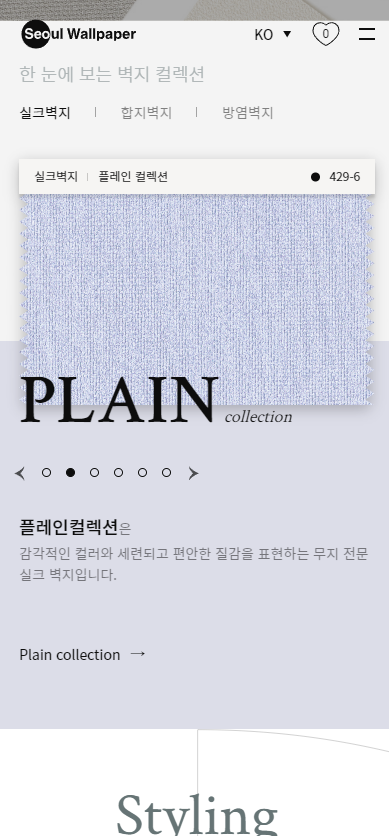 Seoul Wallpaper
KO
0
한 눈에 보는 벽지 컬렉션
실크벽지
합지벽지
방염벽지
실크벽지 플레인 컬렉션
429-6
PLAIN collection
플레인컬렉션은
감각적인 컬러와 세련되고 편안한 질감을 표현하는 무지 전문
실크 벽지입니다.
Plain collection →
Styling